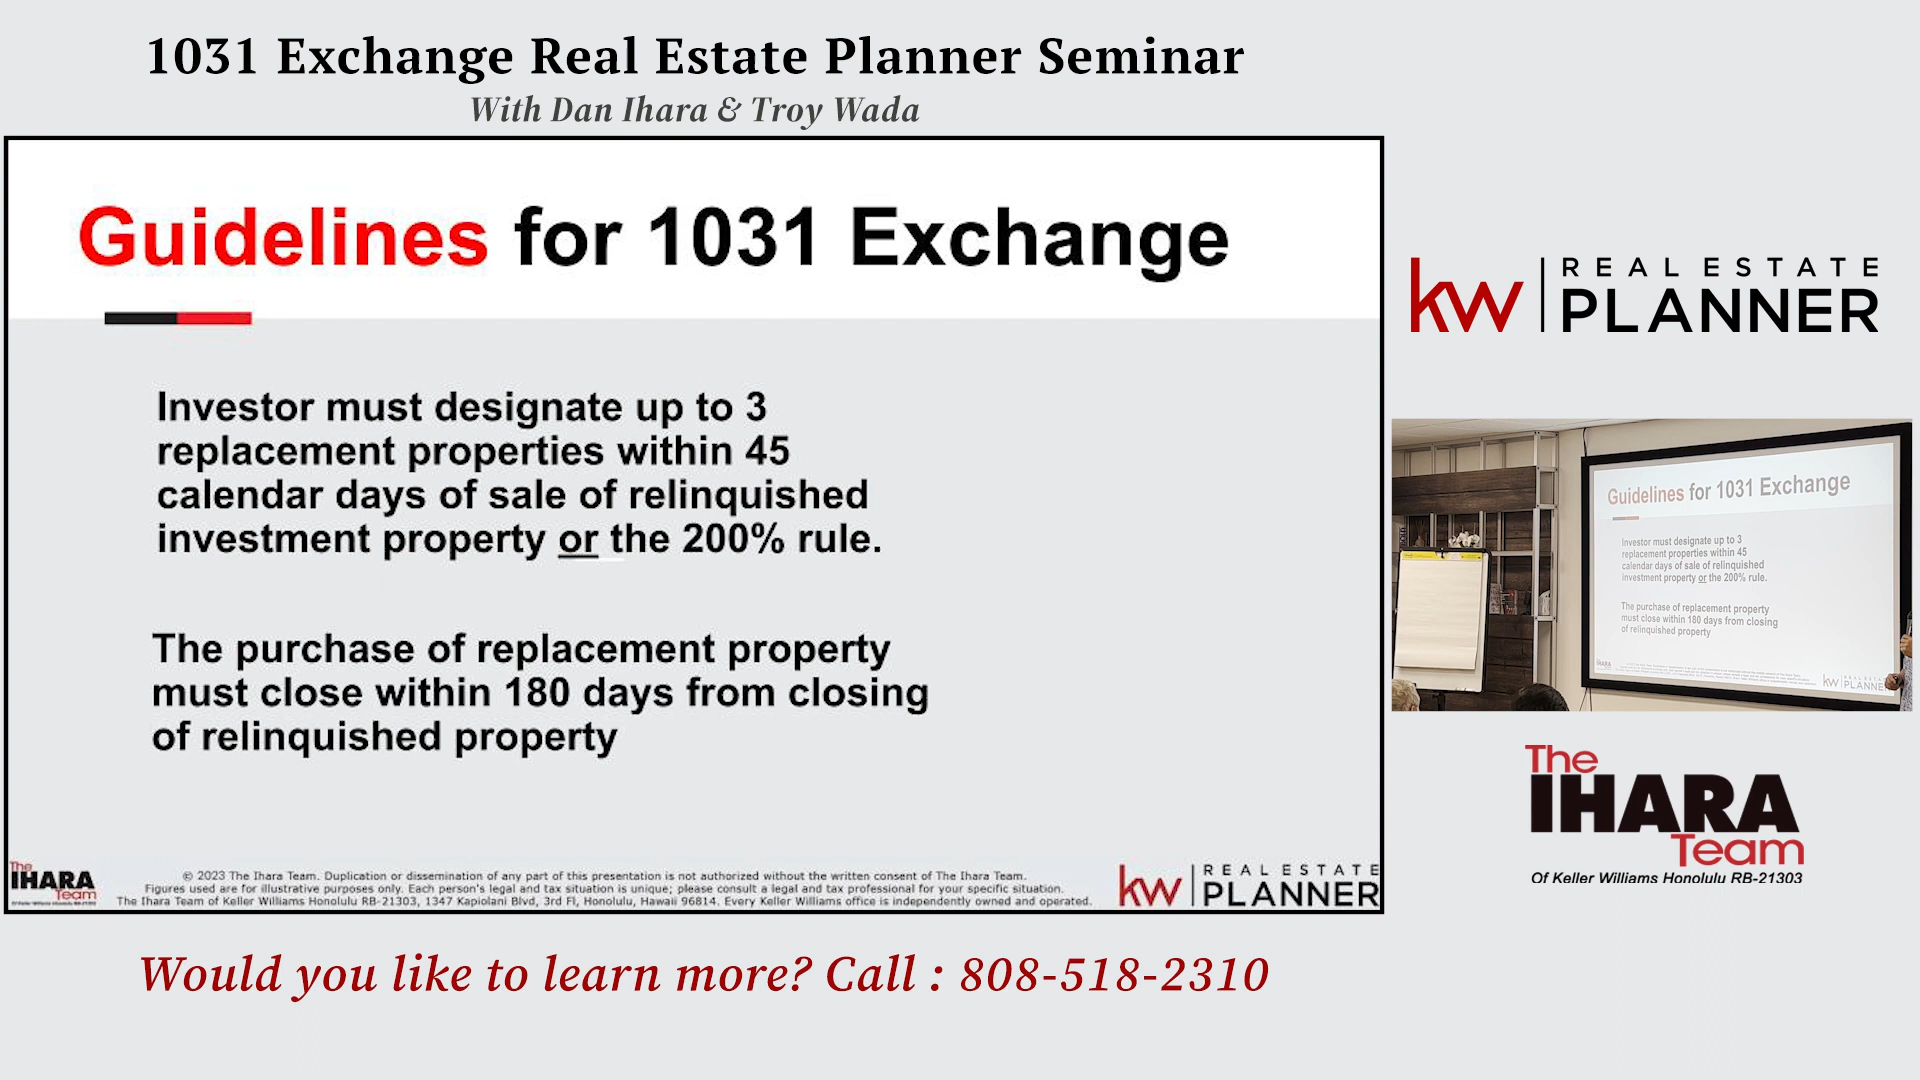 1031 Exchange Real Estate Planner Seminar
With Dan Ihara & Troy Wada
Guidelines for 1031 Exchange
Investor must designate up to 3
replacement properties within 45
calendar days of sale of relinquished
investment property or the 200% rule.
The purchase of replacement property
must close within 180 days from closing
of relinquished property
The
IHARA
Team
© 2023 The Ihara Team. Duplication or dissemination of any part of this presentation is not authorized without the written consent of The Ihara Team.
Figures used are for illustrative purposes only. Each person's legal and tax situation is unique; please consult a legal and tax professional for your specific situation.
The Ihara Team of Keller Williams Honolulu RB-21303, 1347 Kapiolani Blvd, 3rd Fl, Honolulu, Hawaii 96814. Every Keller Williams office is independently owned and operated.
kw REAL ESTATE
PLANNER
kw REAL ESTATE
PLANNER
Guidelines for 1031 Exchange
Investor must designate up to 3
replacement properties within 45
calendar days of sale of relinquished
investment property or the 200% rule.
The purchase of replacement property
must close within 180 days from closing
of relinquished property
IHARA
kw REAL ESTATE
PLANNER
The
IHARA
Team
Of Keller Williams Honolulu RB-21303
Would you like to learn more? Call : 808-518-2310